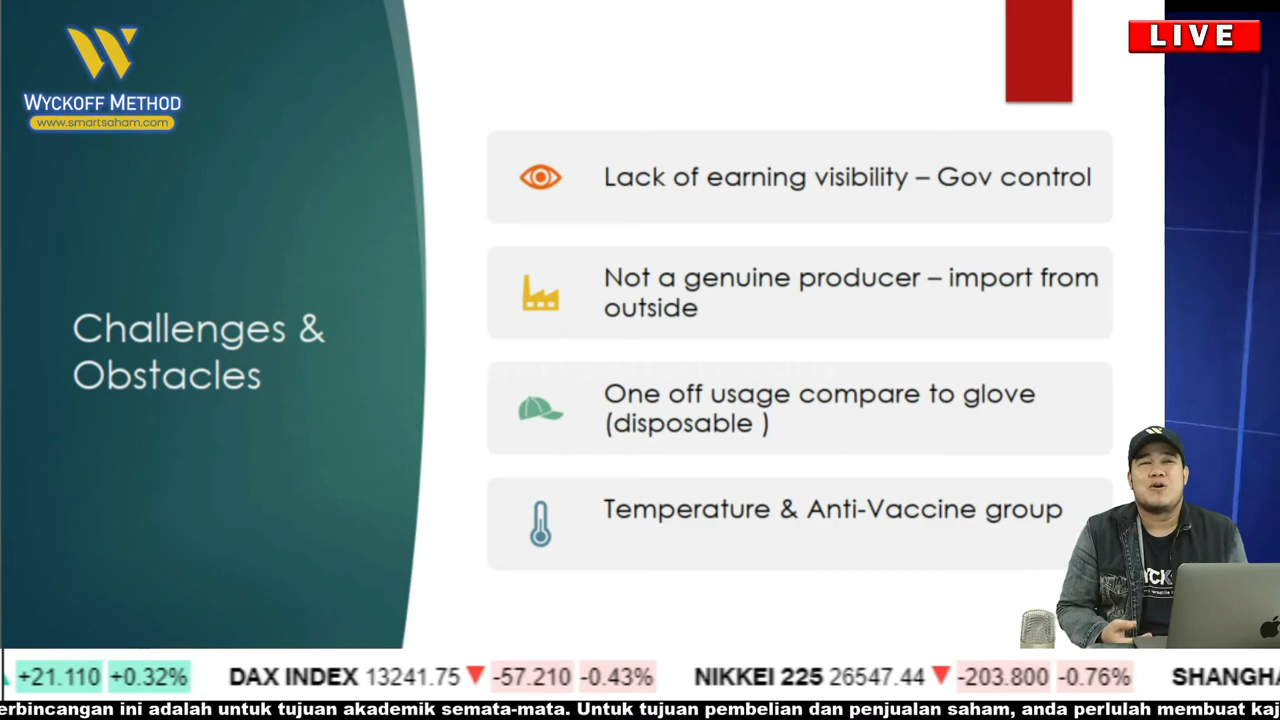 WYCKOFF METHOD
www.smartsaham.com
LIVE
Challenges &
Obstacles
Lack of earning visibility – Gov control
Not a genuine producer – import from
outside
One off usage compare to glove
(disposable )
Temperature & Anti-Vaccine group
+21.110 +0.32% DAX INDEX 13241.75 -57.210 -0.43% NIKKEI 225 26547.44 -203.800 -0.76% SHANGHA
erbincangan ini adalah untuk tujuan akademik semata-mata. Untuk tujuan pembelian dan penjualan saham, anda perlulah membuat kaj